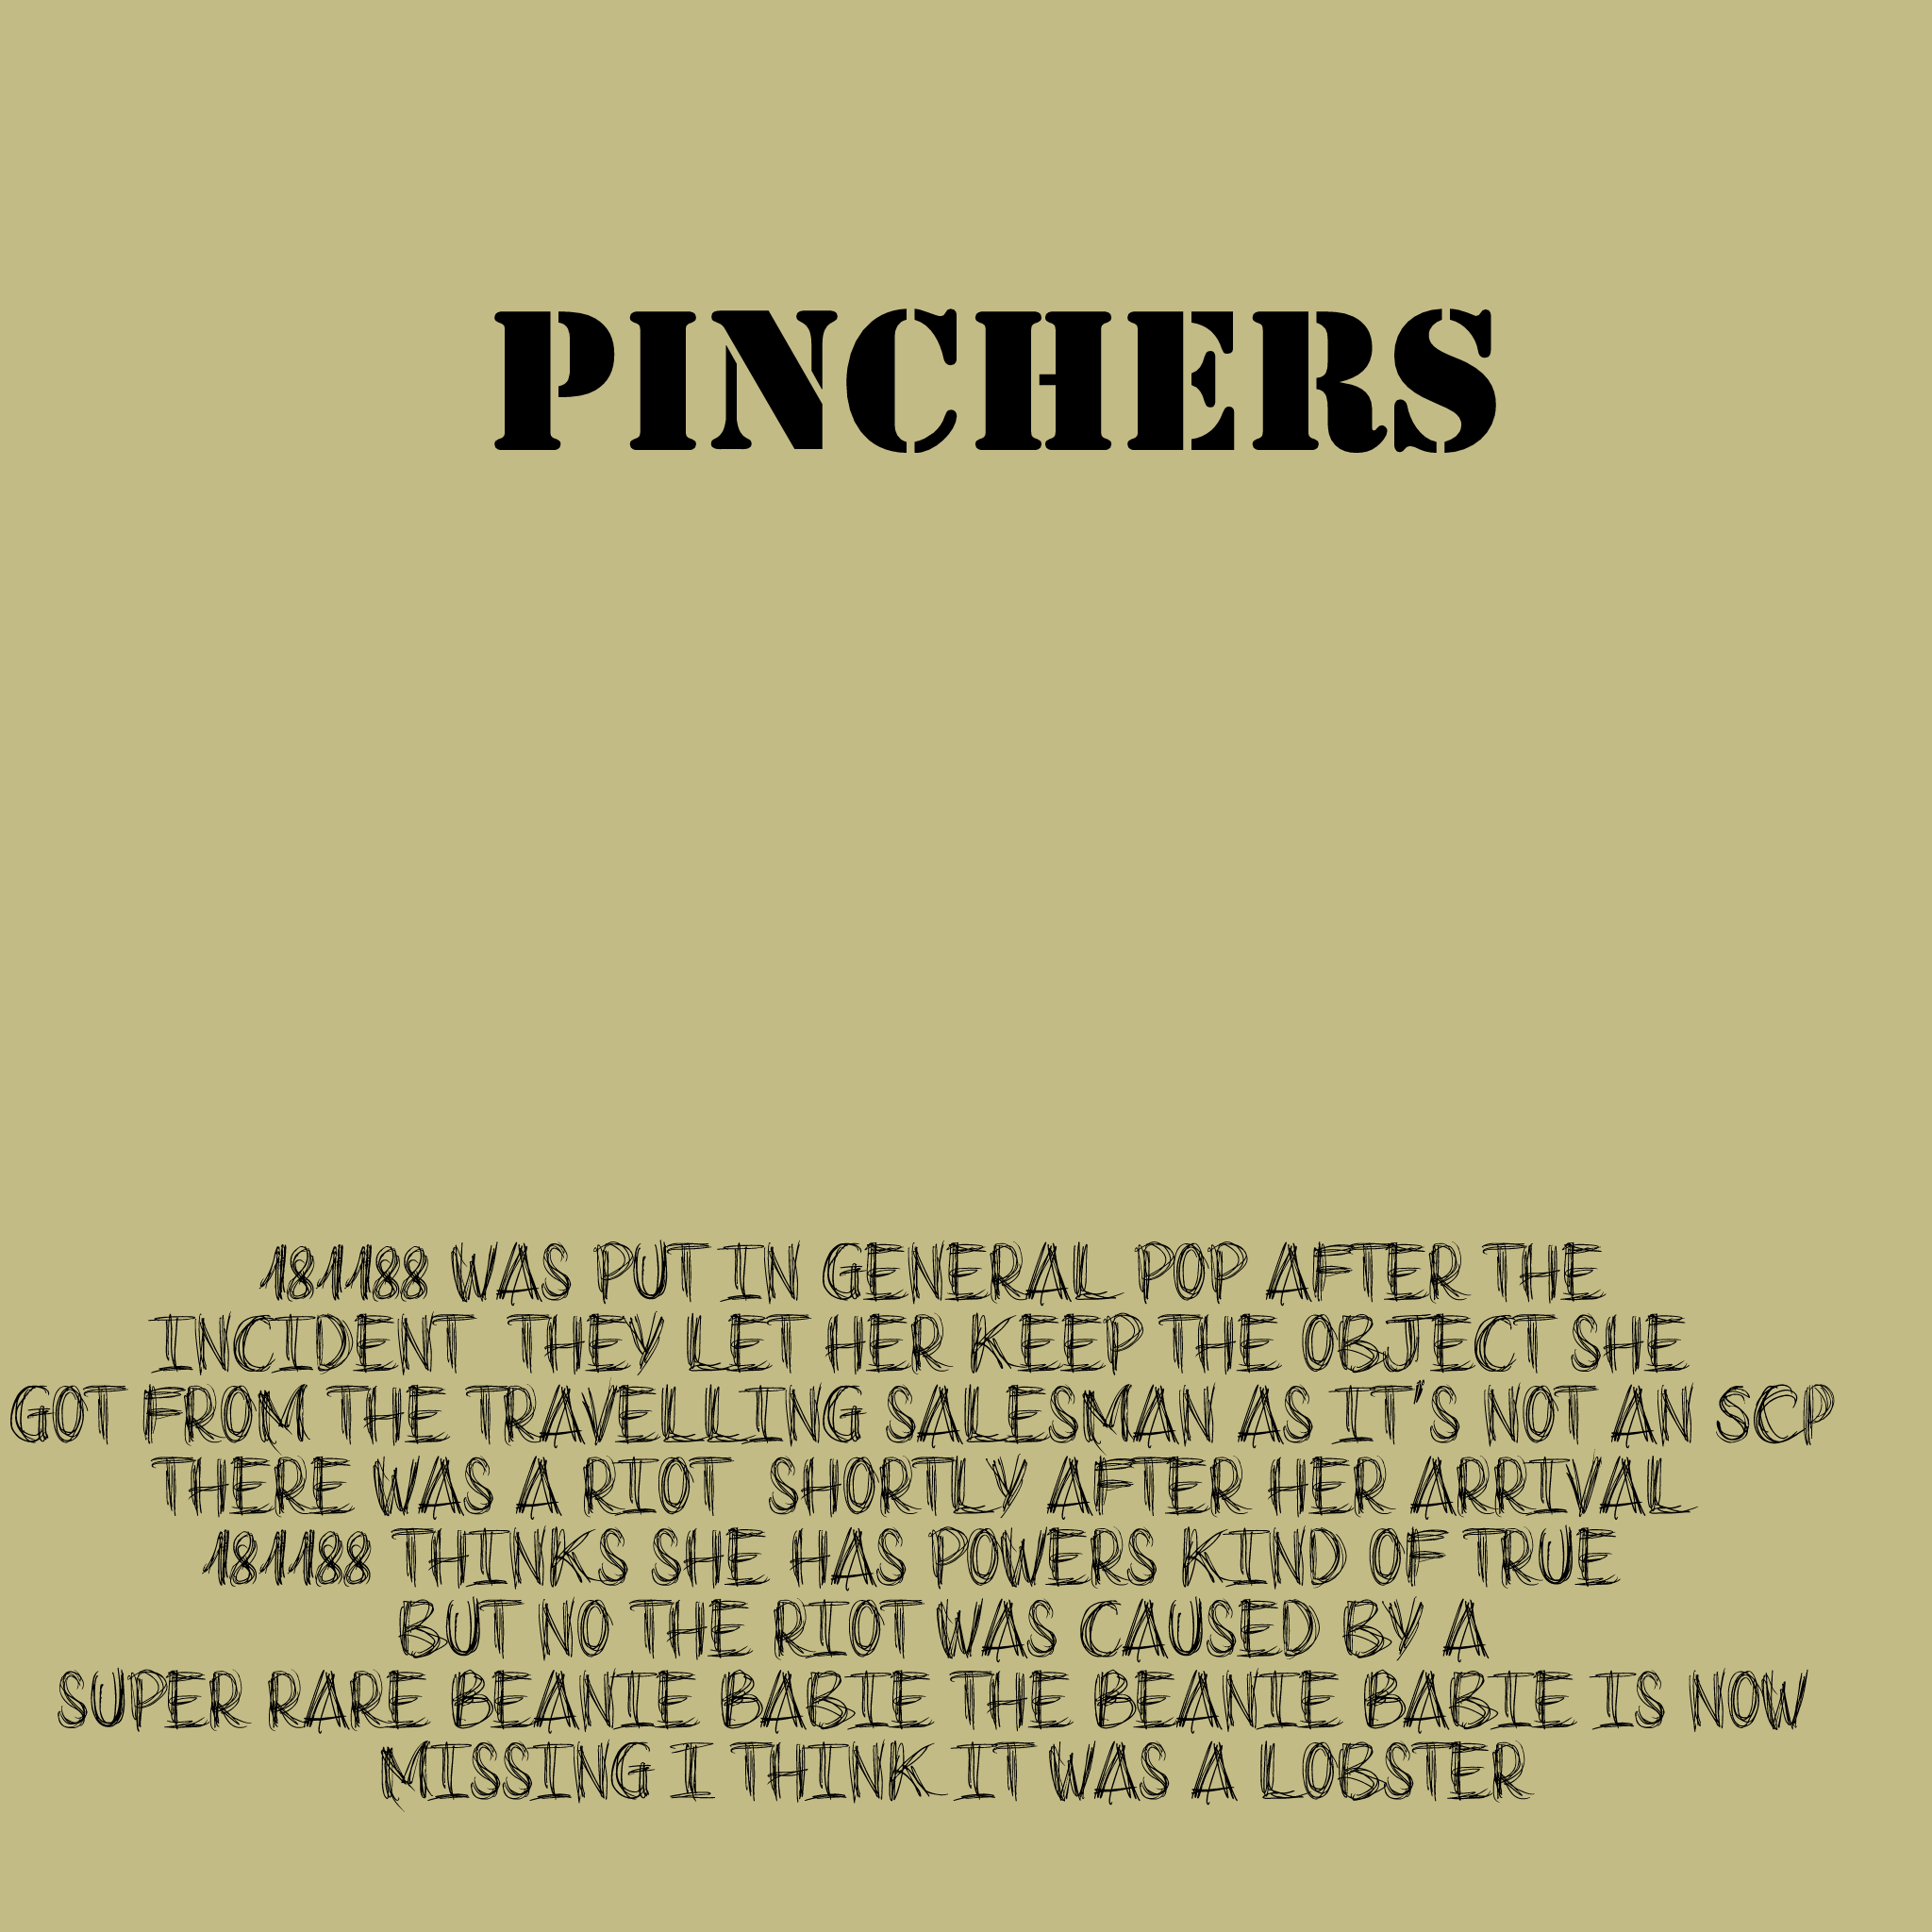 PINCHERS
181188 WAS PUT IN GENERAL POP AFTER THE
INCIDENT THEY LET HER KEEP THE OBJECT SHE
GOT FROM THE TRAVELLING SALESMAN AS IT'S NOT AN SCP
THERE WAS A RIOT SHORTLY AFTER HER ARRIVAL
181188 THINKS SHE HAS POWERS KIND OF TRUE
BUT NO THE RIOT WAS CAUSED BY A
SUPER RARE BEANIE BABIE THE BEANIE BABIE IS NOW
MISSING I THINK IT WAS A LOBSTER